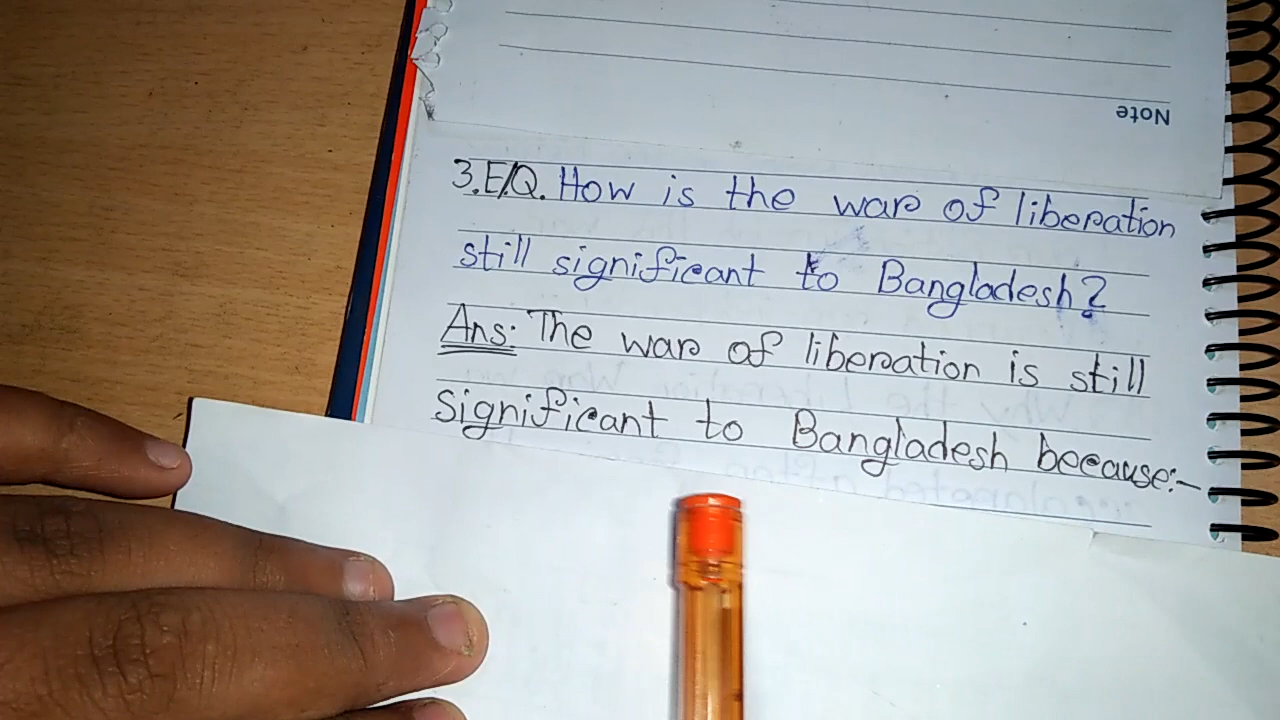 Note
3.E/Q. How is the war of liberation
still significant to Bangladesh?
Ans: The war of liberation is still
significant to Bangladesh because:-